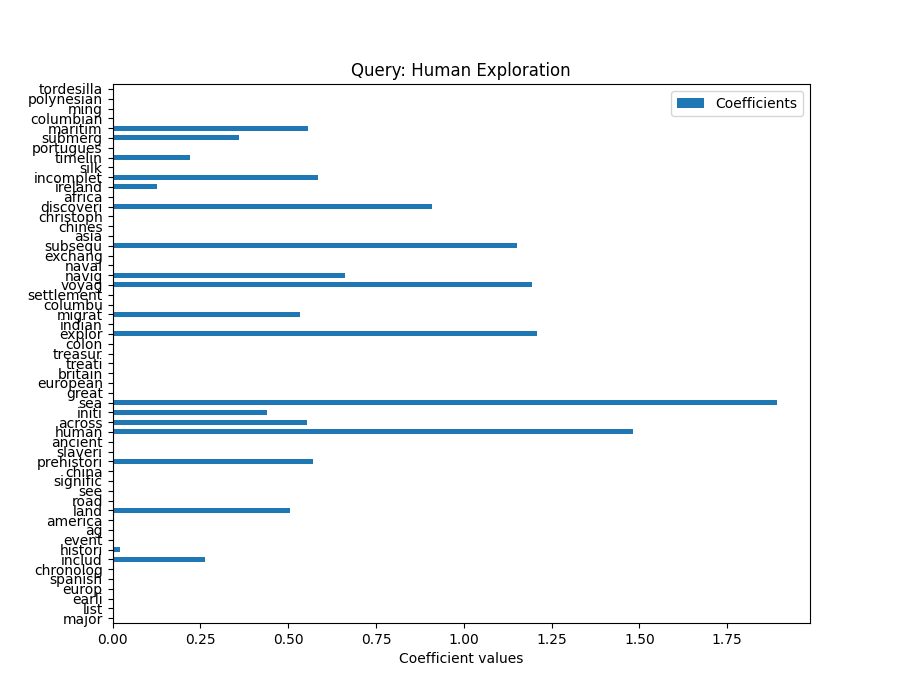 Query: Human Exploration
Coefficients
tordesilla
polynesian
ming
columbian
maritim
submerg
portugues
timelin
silk
incomplet
ireland
africa
discoveri
christoph
chines
asia
subsequ
exchang
naval
navig
voyag
settlement
columbu
migrat
indian
explor
colon
treasur
treati
britain
european
great
sea
initi
across
human
ancient
slaveri
prehistori
china
signific
see
road
land
america
ag
event
histori
includ
chronolog
spanish
europ
earli
list
major
0.00 0.25 0.50 0.75 1.00 1.25 1.50 1.75
Coefficient values